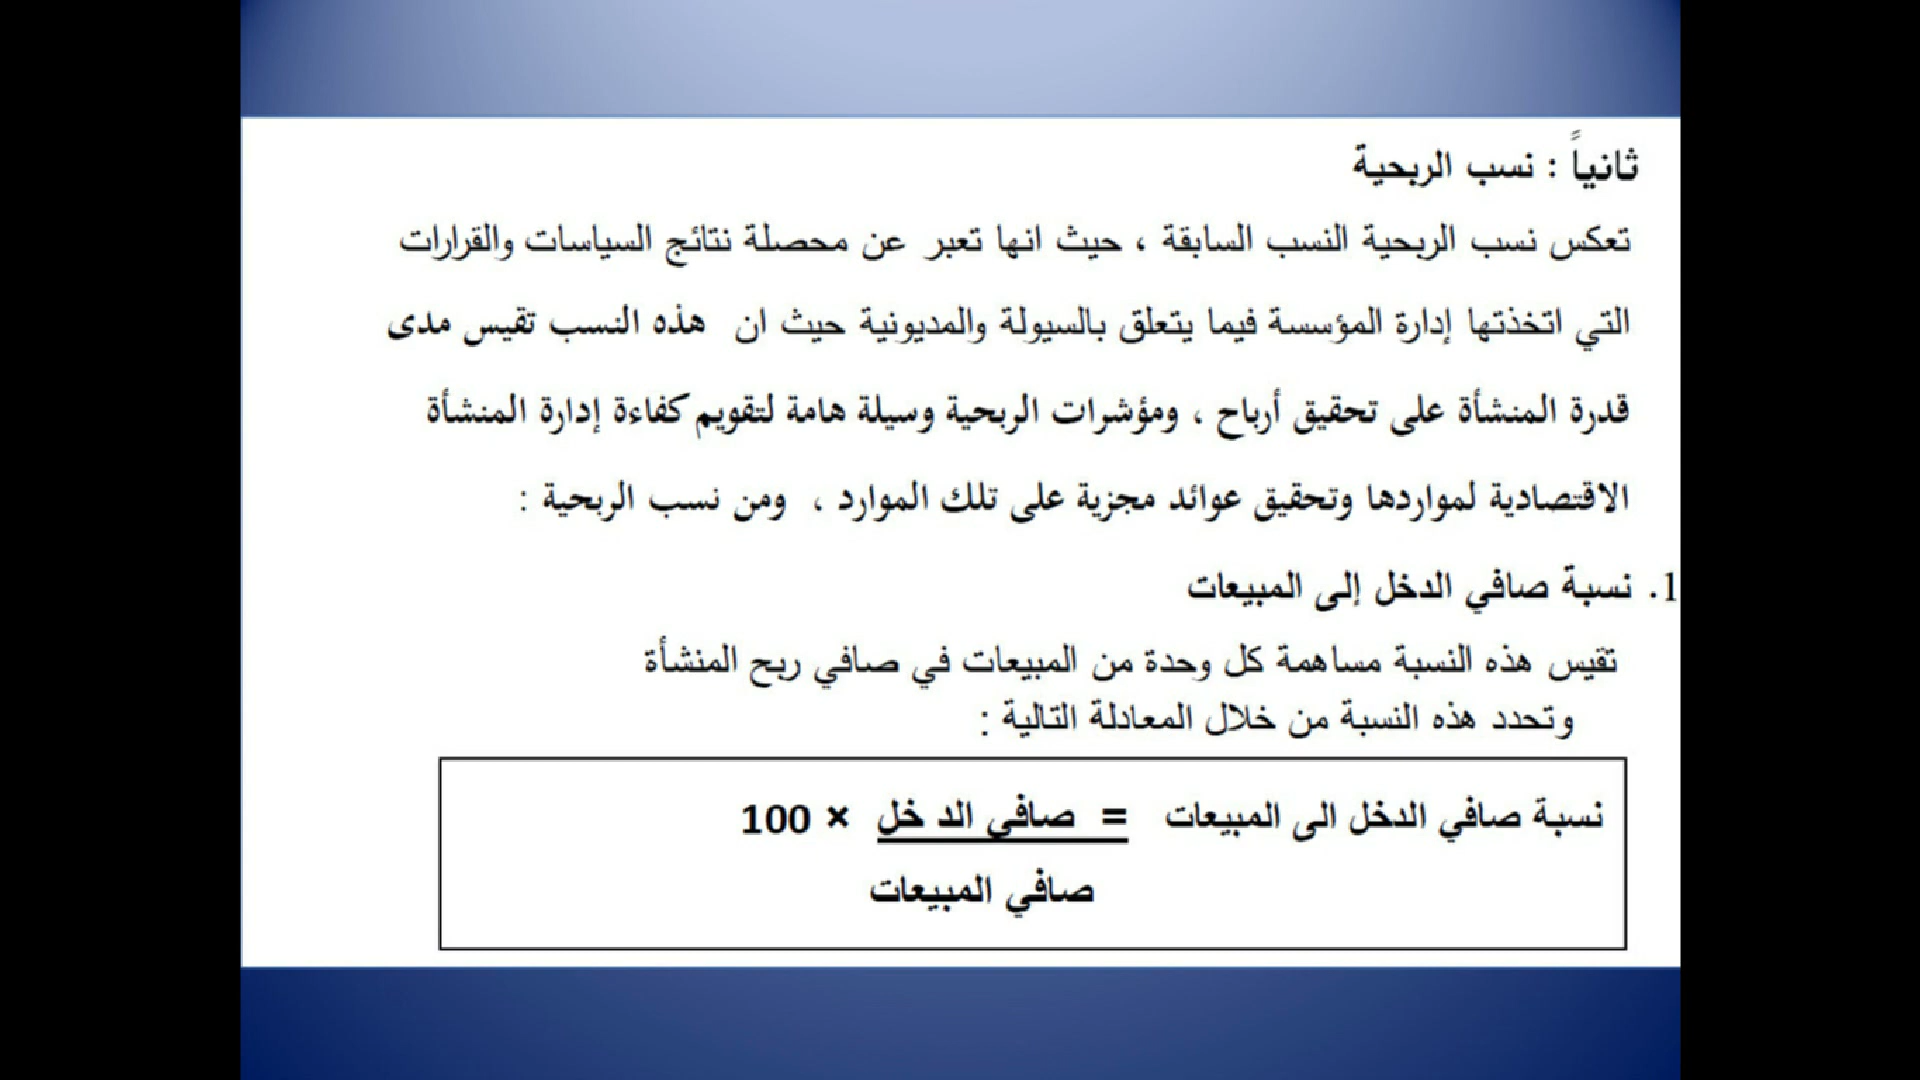 ثانياً : نسب الربحية
تعكس نسب الربحية النسب السابقة ، حيث انها تعبر عن محصلة نتائج السياسات والقرارات
التي اتخذتها إدارة المؤسسة فيما يتعلق بالسيولة والمديونية حيث ان هذه النسب تقيس مدى
قدرة المنشأة على تحقيق أرباح ، ومؤشرات الربحية وسيلة هامة لتقويم كفاءة إدارة المنشأة
الاقتصادية لمواردها وتحقيق عوائد مجزية على تلك الموارد ، ومن نسب الربحية :
1. نسبة صافي الدخل إلى المبيعات
تقيس هذه النسبة مساهمة كل وحدة من المبيعات في صافي ربح المنشأة
وتحدد هذه النسبة من خلال المعادلة التالية :
نسبة صافي الدخل الى المبيعات = صافي الد خل × 100
صافي المبيعات